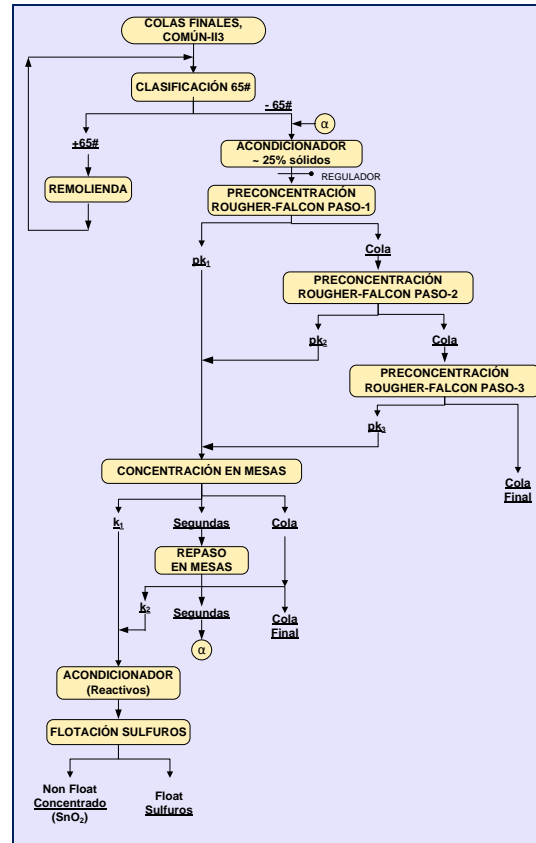 COLAS FINALES,
COMÚN-II3
CLASIFICACIÓN 65#
- 65#
α
+65#
ACONDICIONADOR
~ 25% sólidos
REGULADOR
REMOLIENDA
PRECONCENTRACIÓN
ROUGHER-FALCON PASO-1
pk₁
Cola
PRECONCENTRACIÓN
ROUGHER-FALCON PASO-2
pk₂
Cola
PRECONCENTRACIÓN
ROUGHER-FALCON PASO-3
pk₃
Cola
Final
CONCENTRACIÓN EN MESAS
k₁
Segundas
Cola
REPASO
EN MESAS
k₂
Segundas
Cola
Final
α
ACONDICIONADOR
(Reactivos)
FLOTACIÓN SULFUROS
Non Float
Concentrado
(SnO₂)
Float
Sulfuros